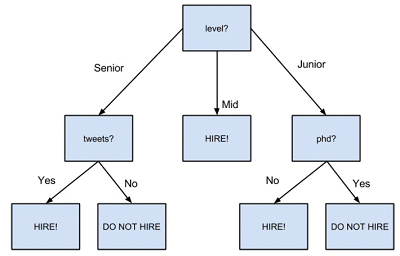 level?
Senior
Mid
Junior
tweets?
HIRE!
phd?
Yes
No
No
Yes
HIRE!
DO NOT HIRE
HIRE!
DO NOT HIRE